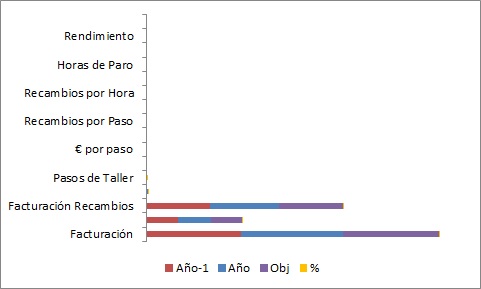 Rendimiento
Horas de Paro
Recambios por Hora
Recambios por Paso
€ por paso
Pasos de Taller
Facturación Recambios
Facturación
Año-1 Año Obj %